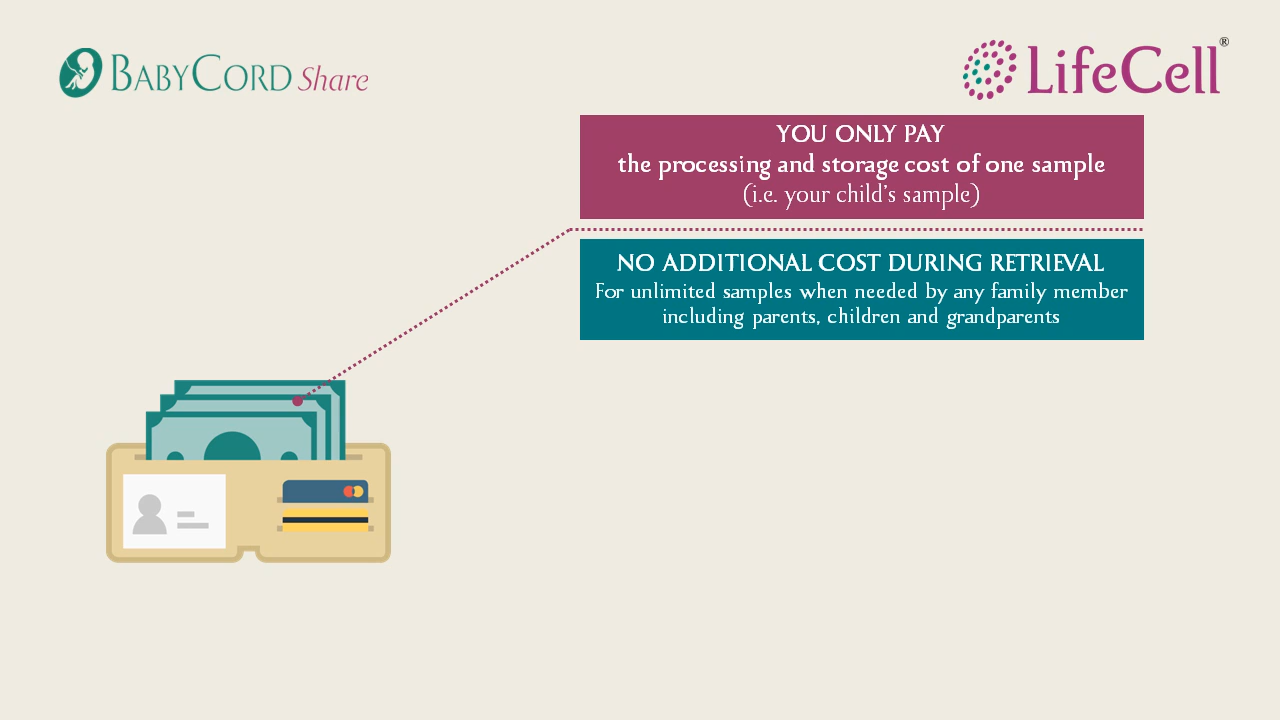 BABYCORD Share
LifeCell®
YOU ONLY PAY
the processing and storage cost of one sample
(i.e. your child's sample)
NO ADDITIONAL COST DURING RETRIEVAL
For unlimited samples when needed by any family member
including parents, children and grandparents